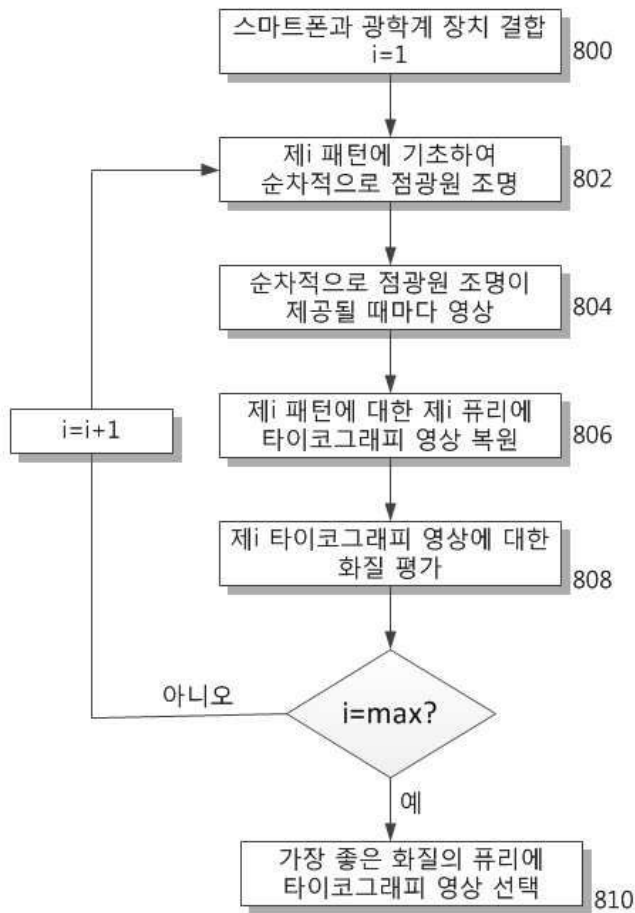 스마트폰과 광학계 장치 결합
i=1
800
제i 패턴에 기초하여
순차적으로 점광원 조명
802
순차적으로 점광원 조명이
제공될 때마다 영상
804
제i 패턴에 대한 제i 퓨리에
타이코그래피 영상 복원
806
i=i+1
제i 타이코그래피 영상에 대한
화질 평가
808
아니오
i=max?
예
가장 좋은 화질의 퓨리에
타이코그래피 영상 선택
810